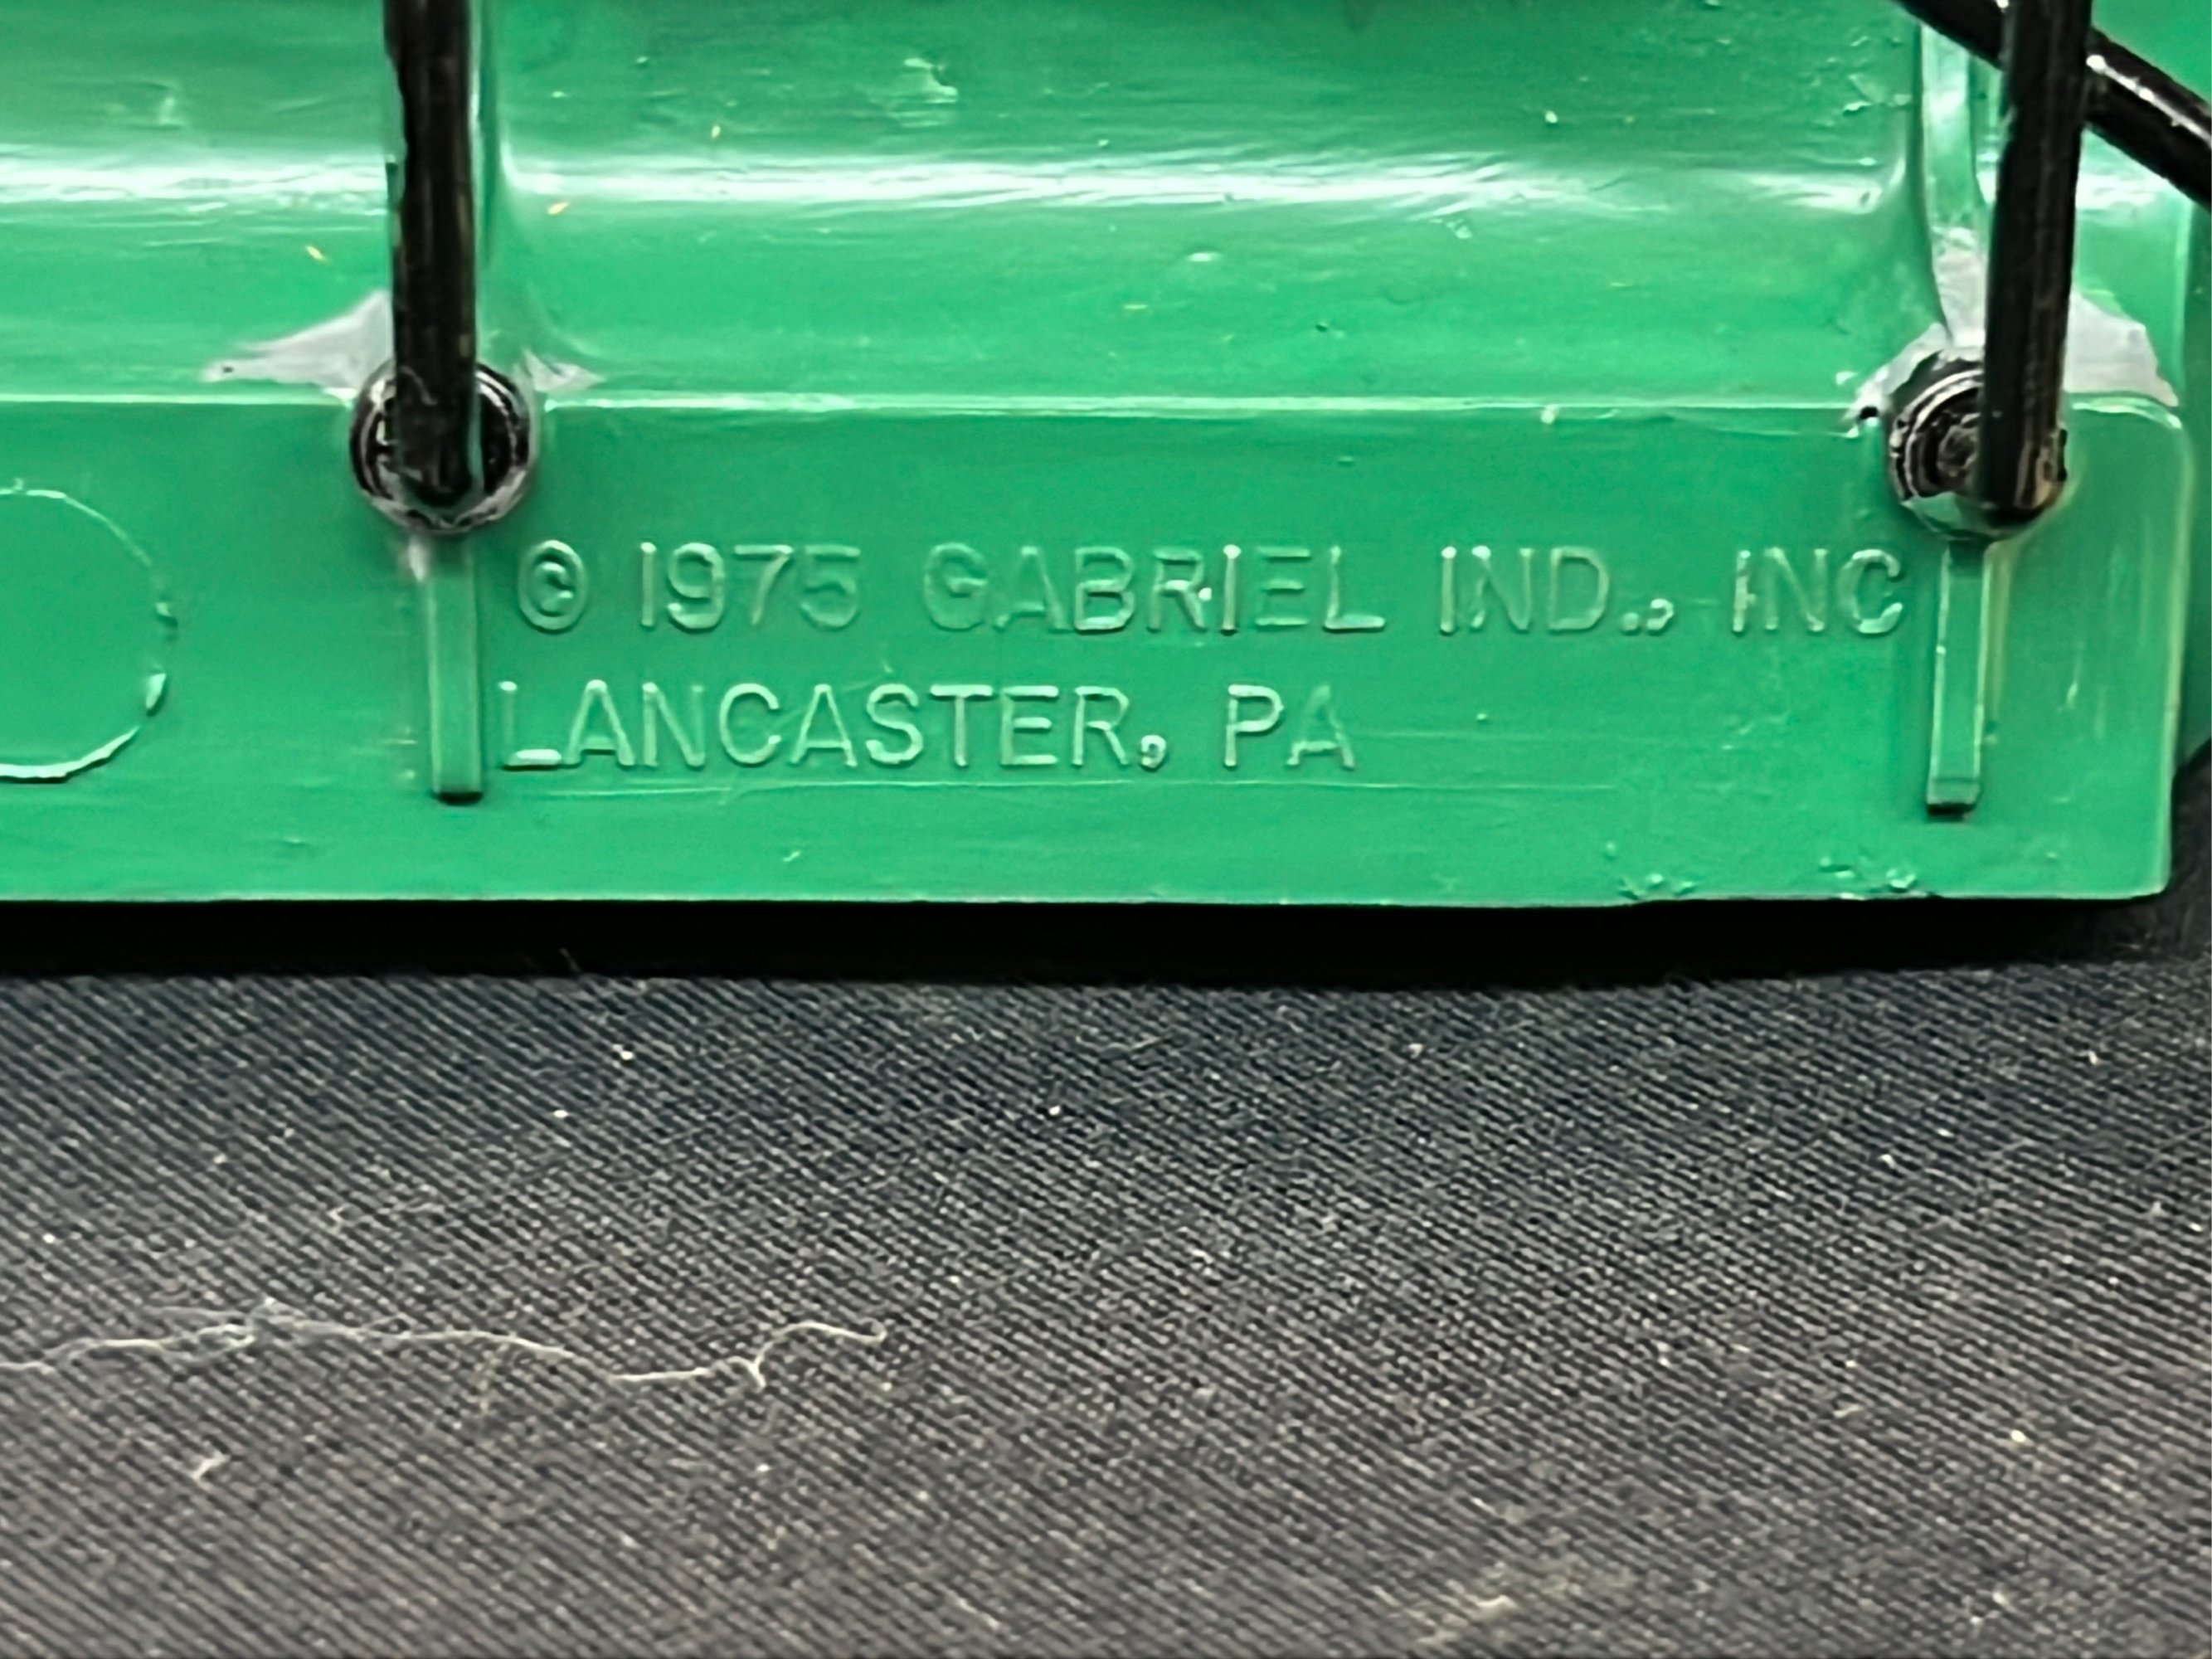 © 1975 GABRIEL IND., INC
LANCASTER, PA